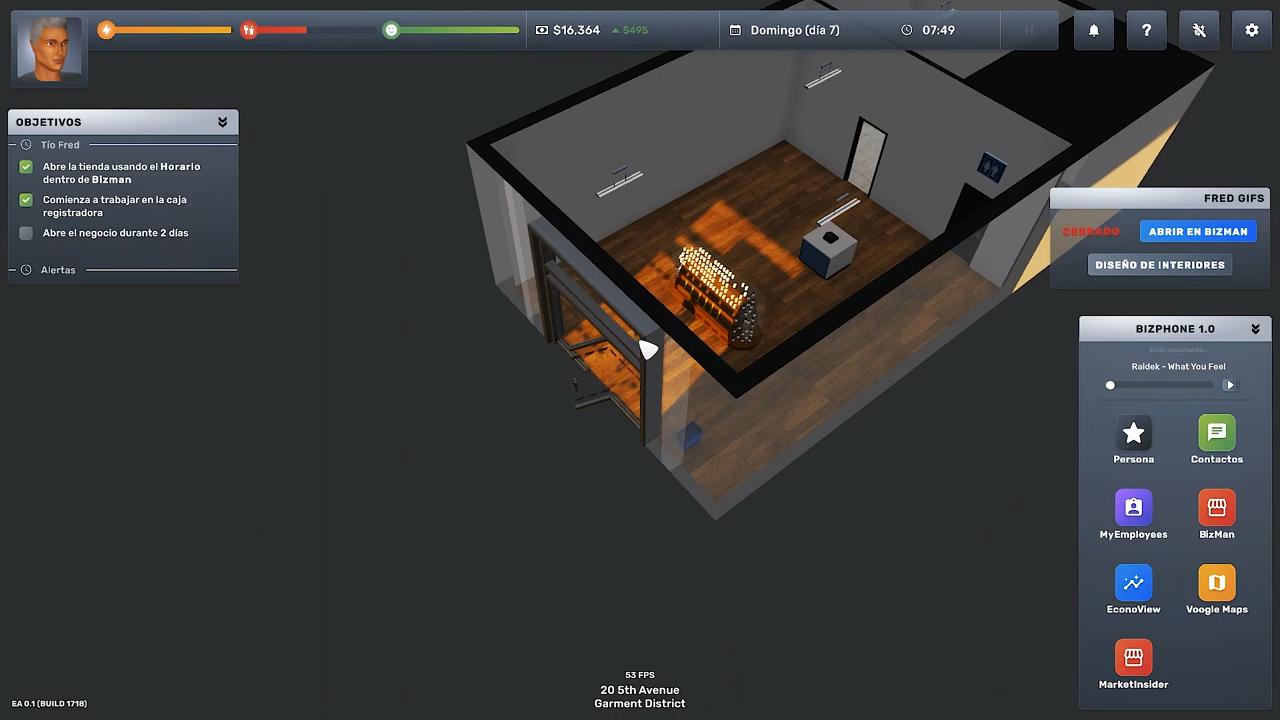 $16,364
$495
Domingo (día 7)
07:49
?
OBJETIVOS
Tío Fred
Abre la tienda usando el Horario
dentro de Bizman
Comienza a trabajar en la caja
registradora
Abre el negocio durante 2 días
Alertas
FRED GIFS
CERRADO
ABRIR EN BIZMAN
DISEÑO DE INTERIORES
BIZPHONE 1.0
Estás escuchando...
Raidek - What You Feel
Persona
Contactos
MyEmployees
BizMan
EconoView
Voogle Maps
MarketInsider
53 FPS
20 5th Avenue
Garment District
EA 0.1 (BUILD 1718)